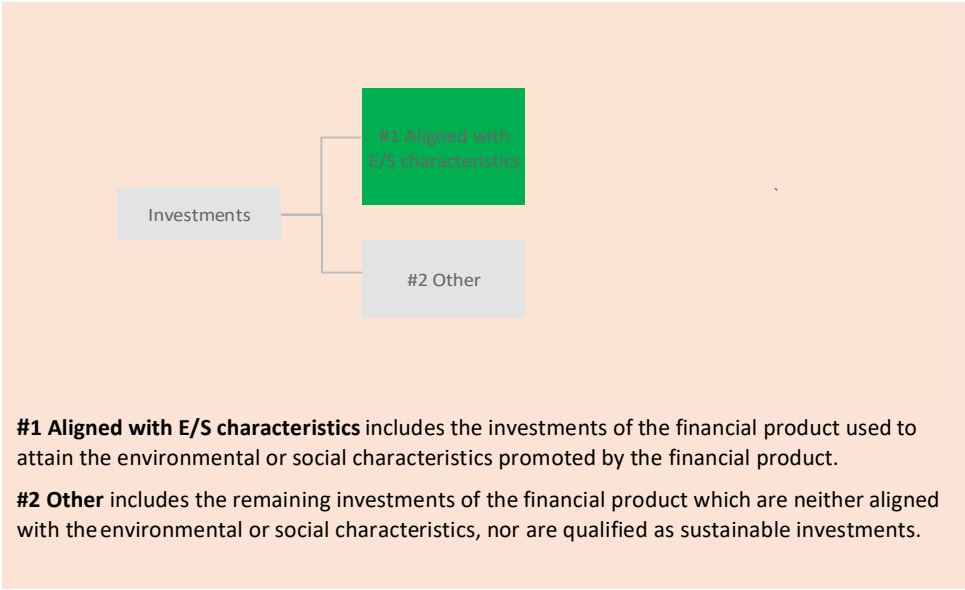 #1 Aligned with
E/S characteristics
Investments
`
#2 Other
#1 Aligned with E/S characteristics includes the investments of the financial product used to
attain the environmental or social characteristics promoted by the financial product.
#2 Other includes the remaining investments of the financial product which are neither aligned
with the environmental or social characteristics, nor are qualified as sustainable investments.